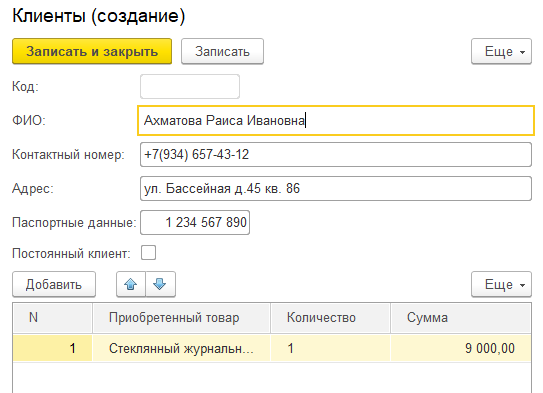 Клиенты (создание)
Записать и закрыть Записать Еще
Код:
ФИО: Ахматова Раиса Ивановна
Контактный номер: +7(934) 657-43-12
Адрес: ул. Бассейная д.45 кв. 86
Паспортные данные: 1 234 567 890
Постоянный клиент:
Добавить Еще
N Приобретенный товар Количество Сумма
1 Стеклянный журнальн... 1 9 000,00